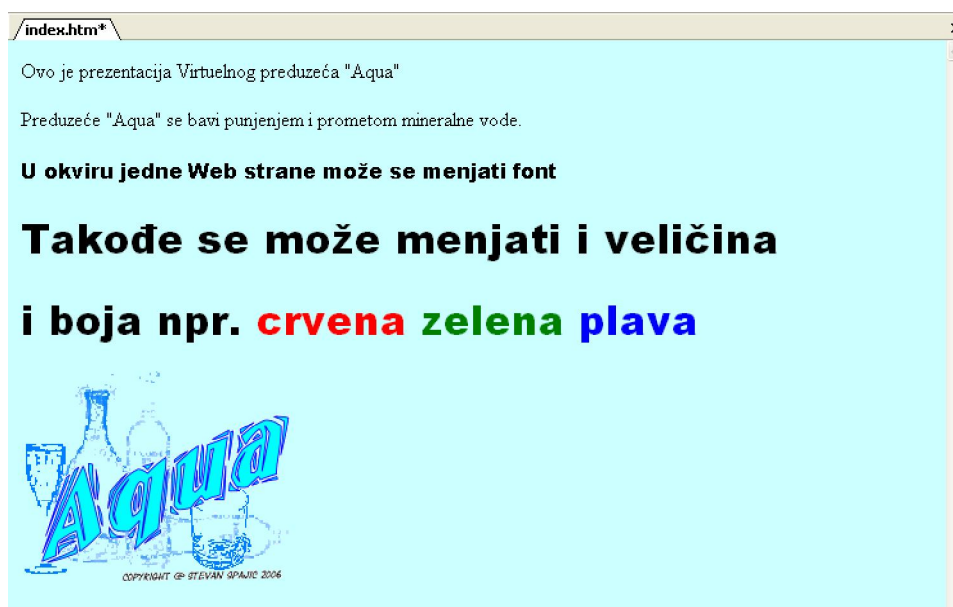 index.htm*
Ovo je prezentacija Virtuelnog preduzeća "Aqua"
Preduzeće "Aqua" se bavi punjenjem i prometom mineralne vode.
U okviru jedne Web strane može se menjati font
Takođe se može menjati i veličina
i boja npr. crvena zelena plava
Aqua
COPYRIGHT @ STEVAN SPAJIC 2006